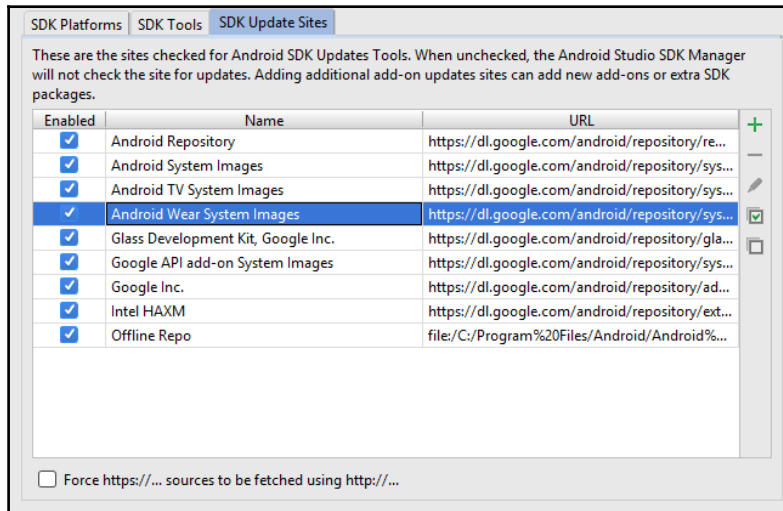 SDK Platforms SDK Tools SDK Update Sites
These are the sites checked for Android SDK Updates Tools. When unchecked, the Android Studio SDK Manager
will not check the site for updates. Adding additional add-on updates sites can add new add-ons or extra SDK
packages.
Enabled Name URL
Android Repository https://dl.google.com/android/repository/re...
Android System Images https://dl.google.com/android/repository/sys...
Android TV System Images https://dl.google.com/android/repository/sys...
Android Wear System Images https://dl.google.com/android/repository/sys...
Glass Development Kit, Google Inc. https://dl.google.com/android/repository/gla...
Google API add-on System Images https://dl.google.com/android/repository/sys...
Google Inc. https://dl.google.com/android/repository/ad...
Intel HAXM https://dl.google.com/android/repository/ext...
Offline Repo file:/C:/Program%20Files/Android/Android%...
Force https://... sources to be fetched using http://...